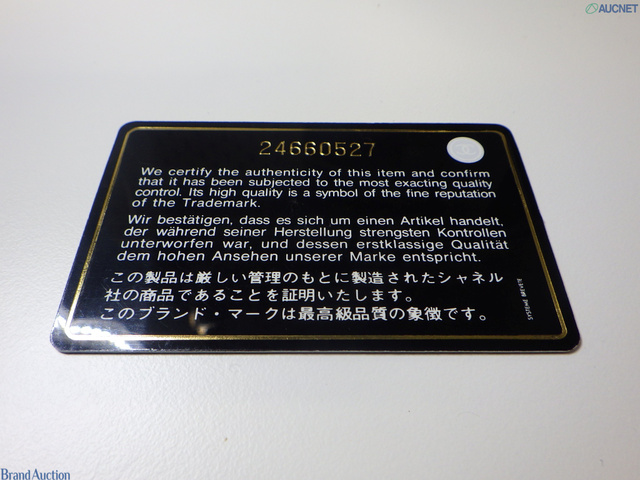 AUCNET
24660527
We certify the authenticity of this item and confirm
that it has been subjected to the most exacting quality
control. Its high quality is a symbol of the fine reputation
of the Trademark.
Wir bestätigen, dass es sich um einen Artikel handelt,
der während seiner Herstellung strengsten Kontrollen
unterworfen war, und dessen erstklassige Qualität
dem hohen Ansehen unserer Marke entspricht.
この製品は厳しい管理のもとに製造されたシャネル
社の商品であることを証明いたします。
このブランド・マークは最高級品質の象徴です。
SYSTEME BREVETE
Brand Auction